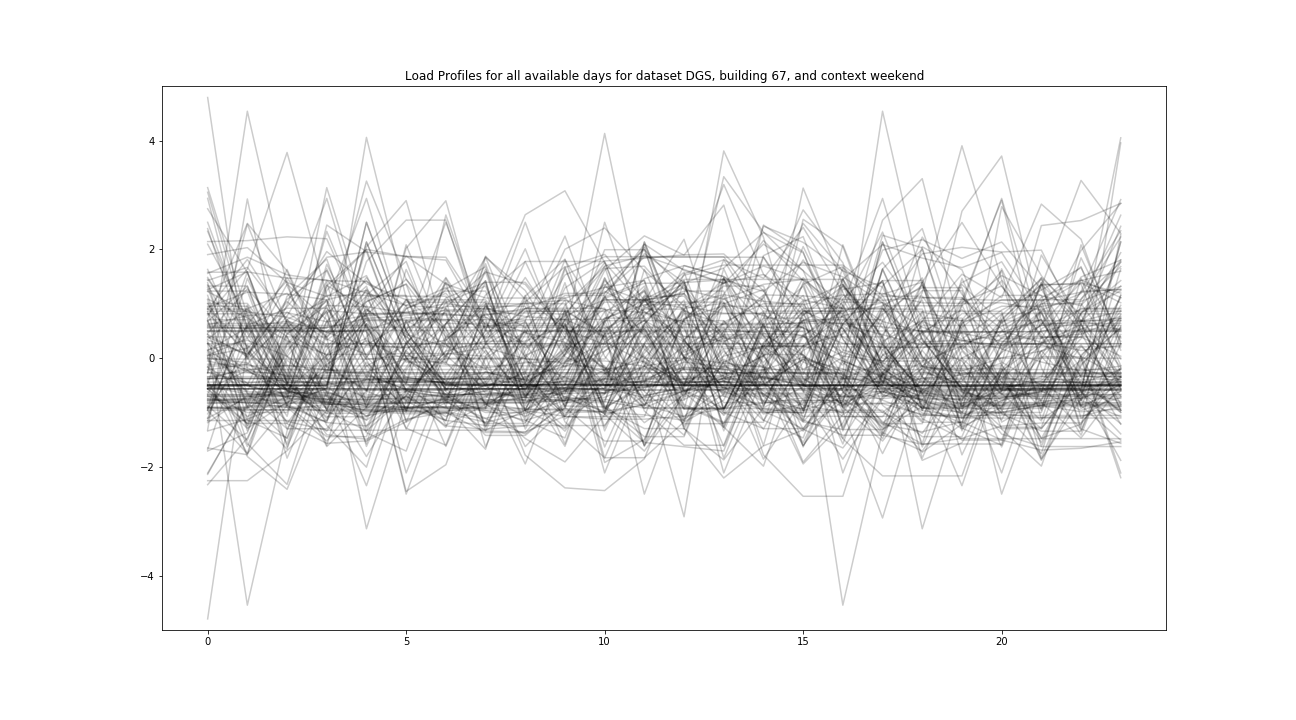 Load Profiles for all available days for dataset DGS, building 67, and context weekend
4
2
0
−2
−4
0 5 10 15 20